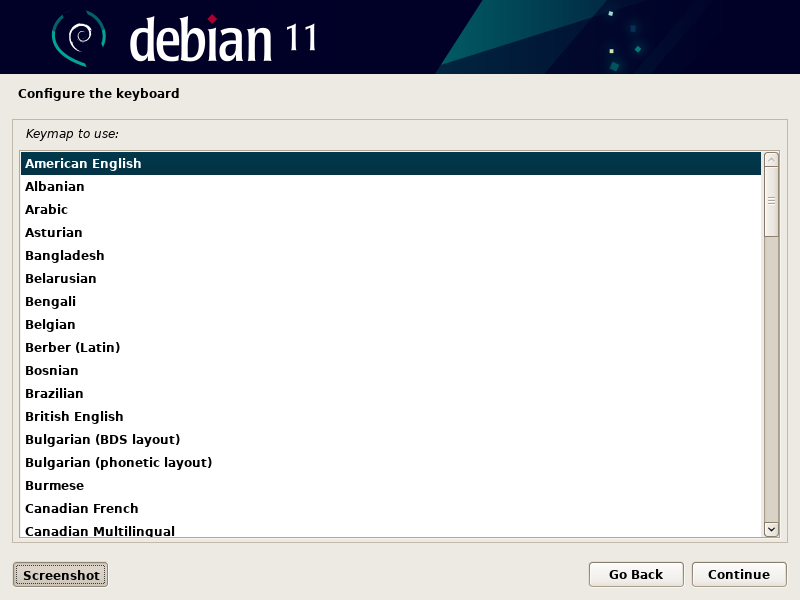 debian 11
Configure the keyboard
Keymap to use:
American English
Albanian
Arabic
Asturian
Bangladesh
Belarusian
Bengali
Belgian
Berber (Latin)
Bosnian
Brazilian
British English
Bulgarian (BDS layout)
Bulgarian (phonetic layout)
Burmese
Canadian French
Canadian Multilingual
Screenshot
Go Back
Continue